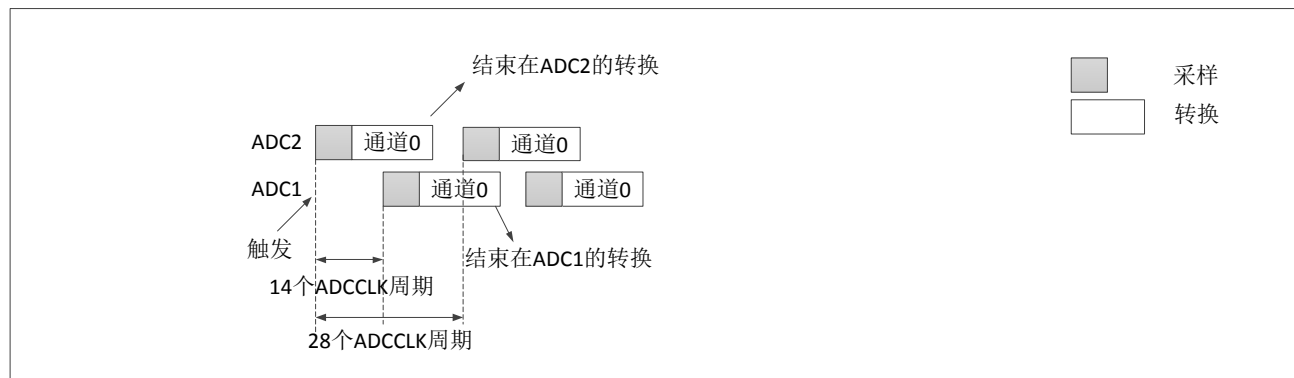 结束在ADC2的转换
采样
转换
ADC2
通道0
通道0
ADC1
通道0
通道0
触发
结束在ADC1的转换
14个ADCCLK周期
28个ADCCLK周期